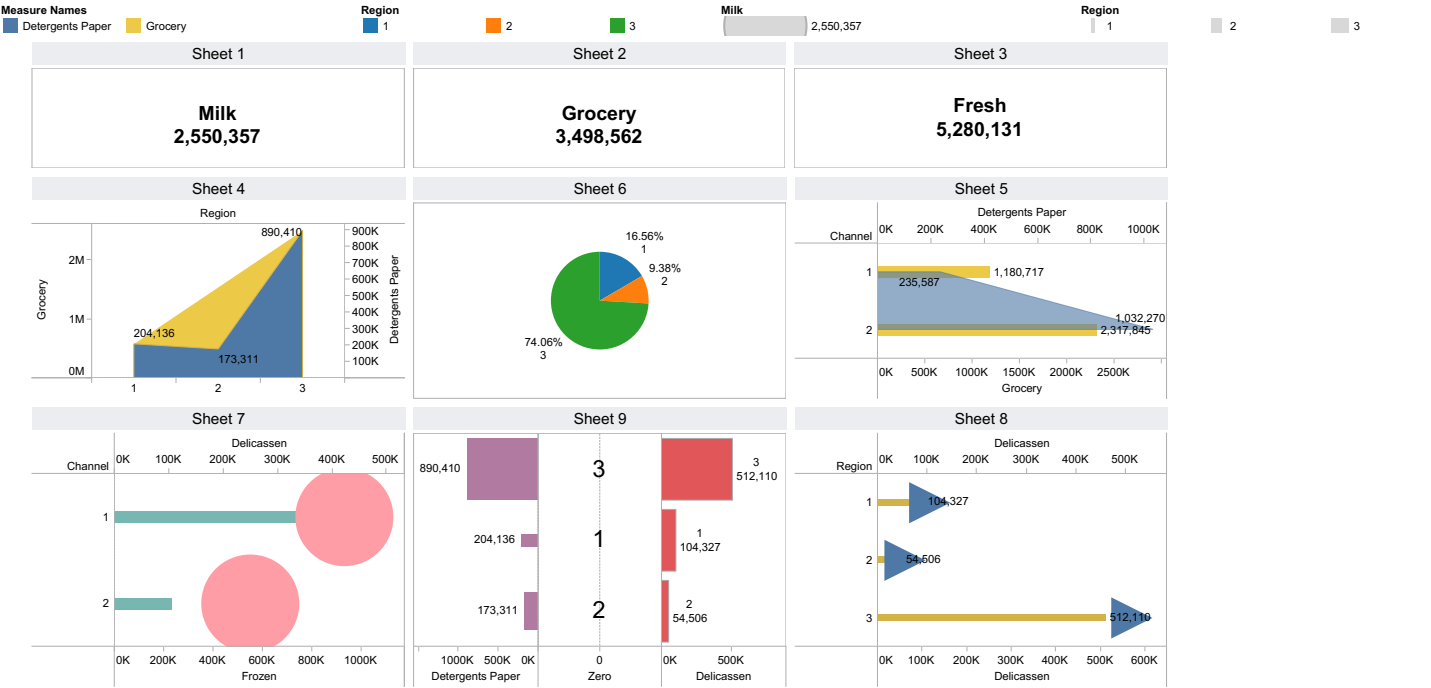 Measure Names
Detergents Paper Grocery
Region
1 2 3
Milk
2,550,357
Region
1 2 3
Sheet 1
Milk
2,550,357
Sheet 2
Grocery
3,498,562
Sheet 3
Fresh
5,280,131
Sheet 4
Region
2M
1M
0M
Grocery
900K
800K
700K
600K
500K
400K
300K
200K
100K
Detergents Paper
890,410
204,136
173,311
1 2 3
Sheet 6
16.56%
1
9.38%
2
74.06%
3
Sheet 5
Detergents Paper
Channel
0K 200K 400K 600K 800K 1000K
1
1,180,717
235,587
1,032,270
2
2,317,845
0K 500K 1000K 1500K 2000K 2500K
Grocery
Sheet 7
Delicassen
Channel
0K 100K 200K 300K 400K 500K
1
2
0K 200K 400K 600K 800K 1000K
Frozen
Sheet 9
890,410
3
3
512,110
204,136
1
1
104,327
173,311
2
2
54,506
1000K 500K 0K
Detergents Paper
0
Zero
0K 500K
Delicassen
Sheet 8
Delicassen
Region
0K 100K 200K 300K 400K 500K
1
104,327
2
54,506
3
512,110
0K 100K 200K 300K 400K 500K 600K
Delicassen